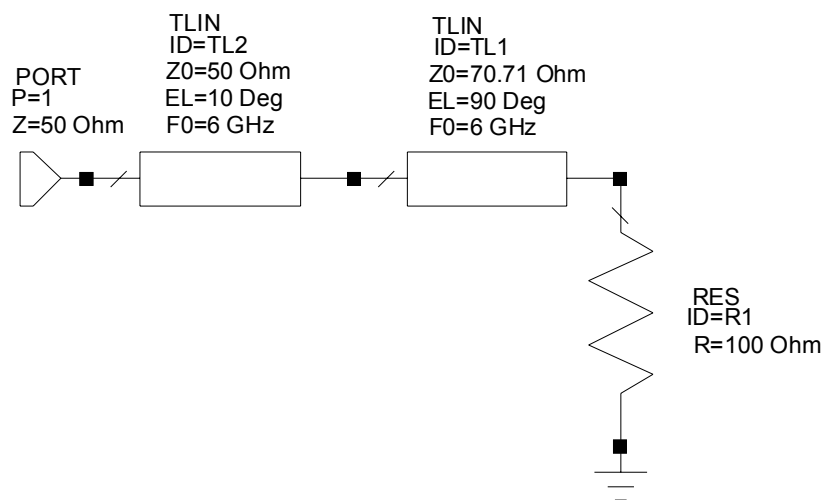 PORT
P=1
Z=50 Ohm
TLIN
ID=TL2
Z0=50 Ohm
EL=10 Deg
F0=6 GHz
TLIN
ID=TL1
Z0=70.71 Ohm
EL=90 Deg
F0=6 GHz
RES
ID=R1
R=100 Ohm